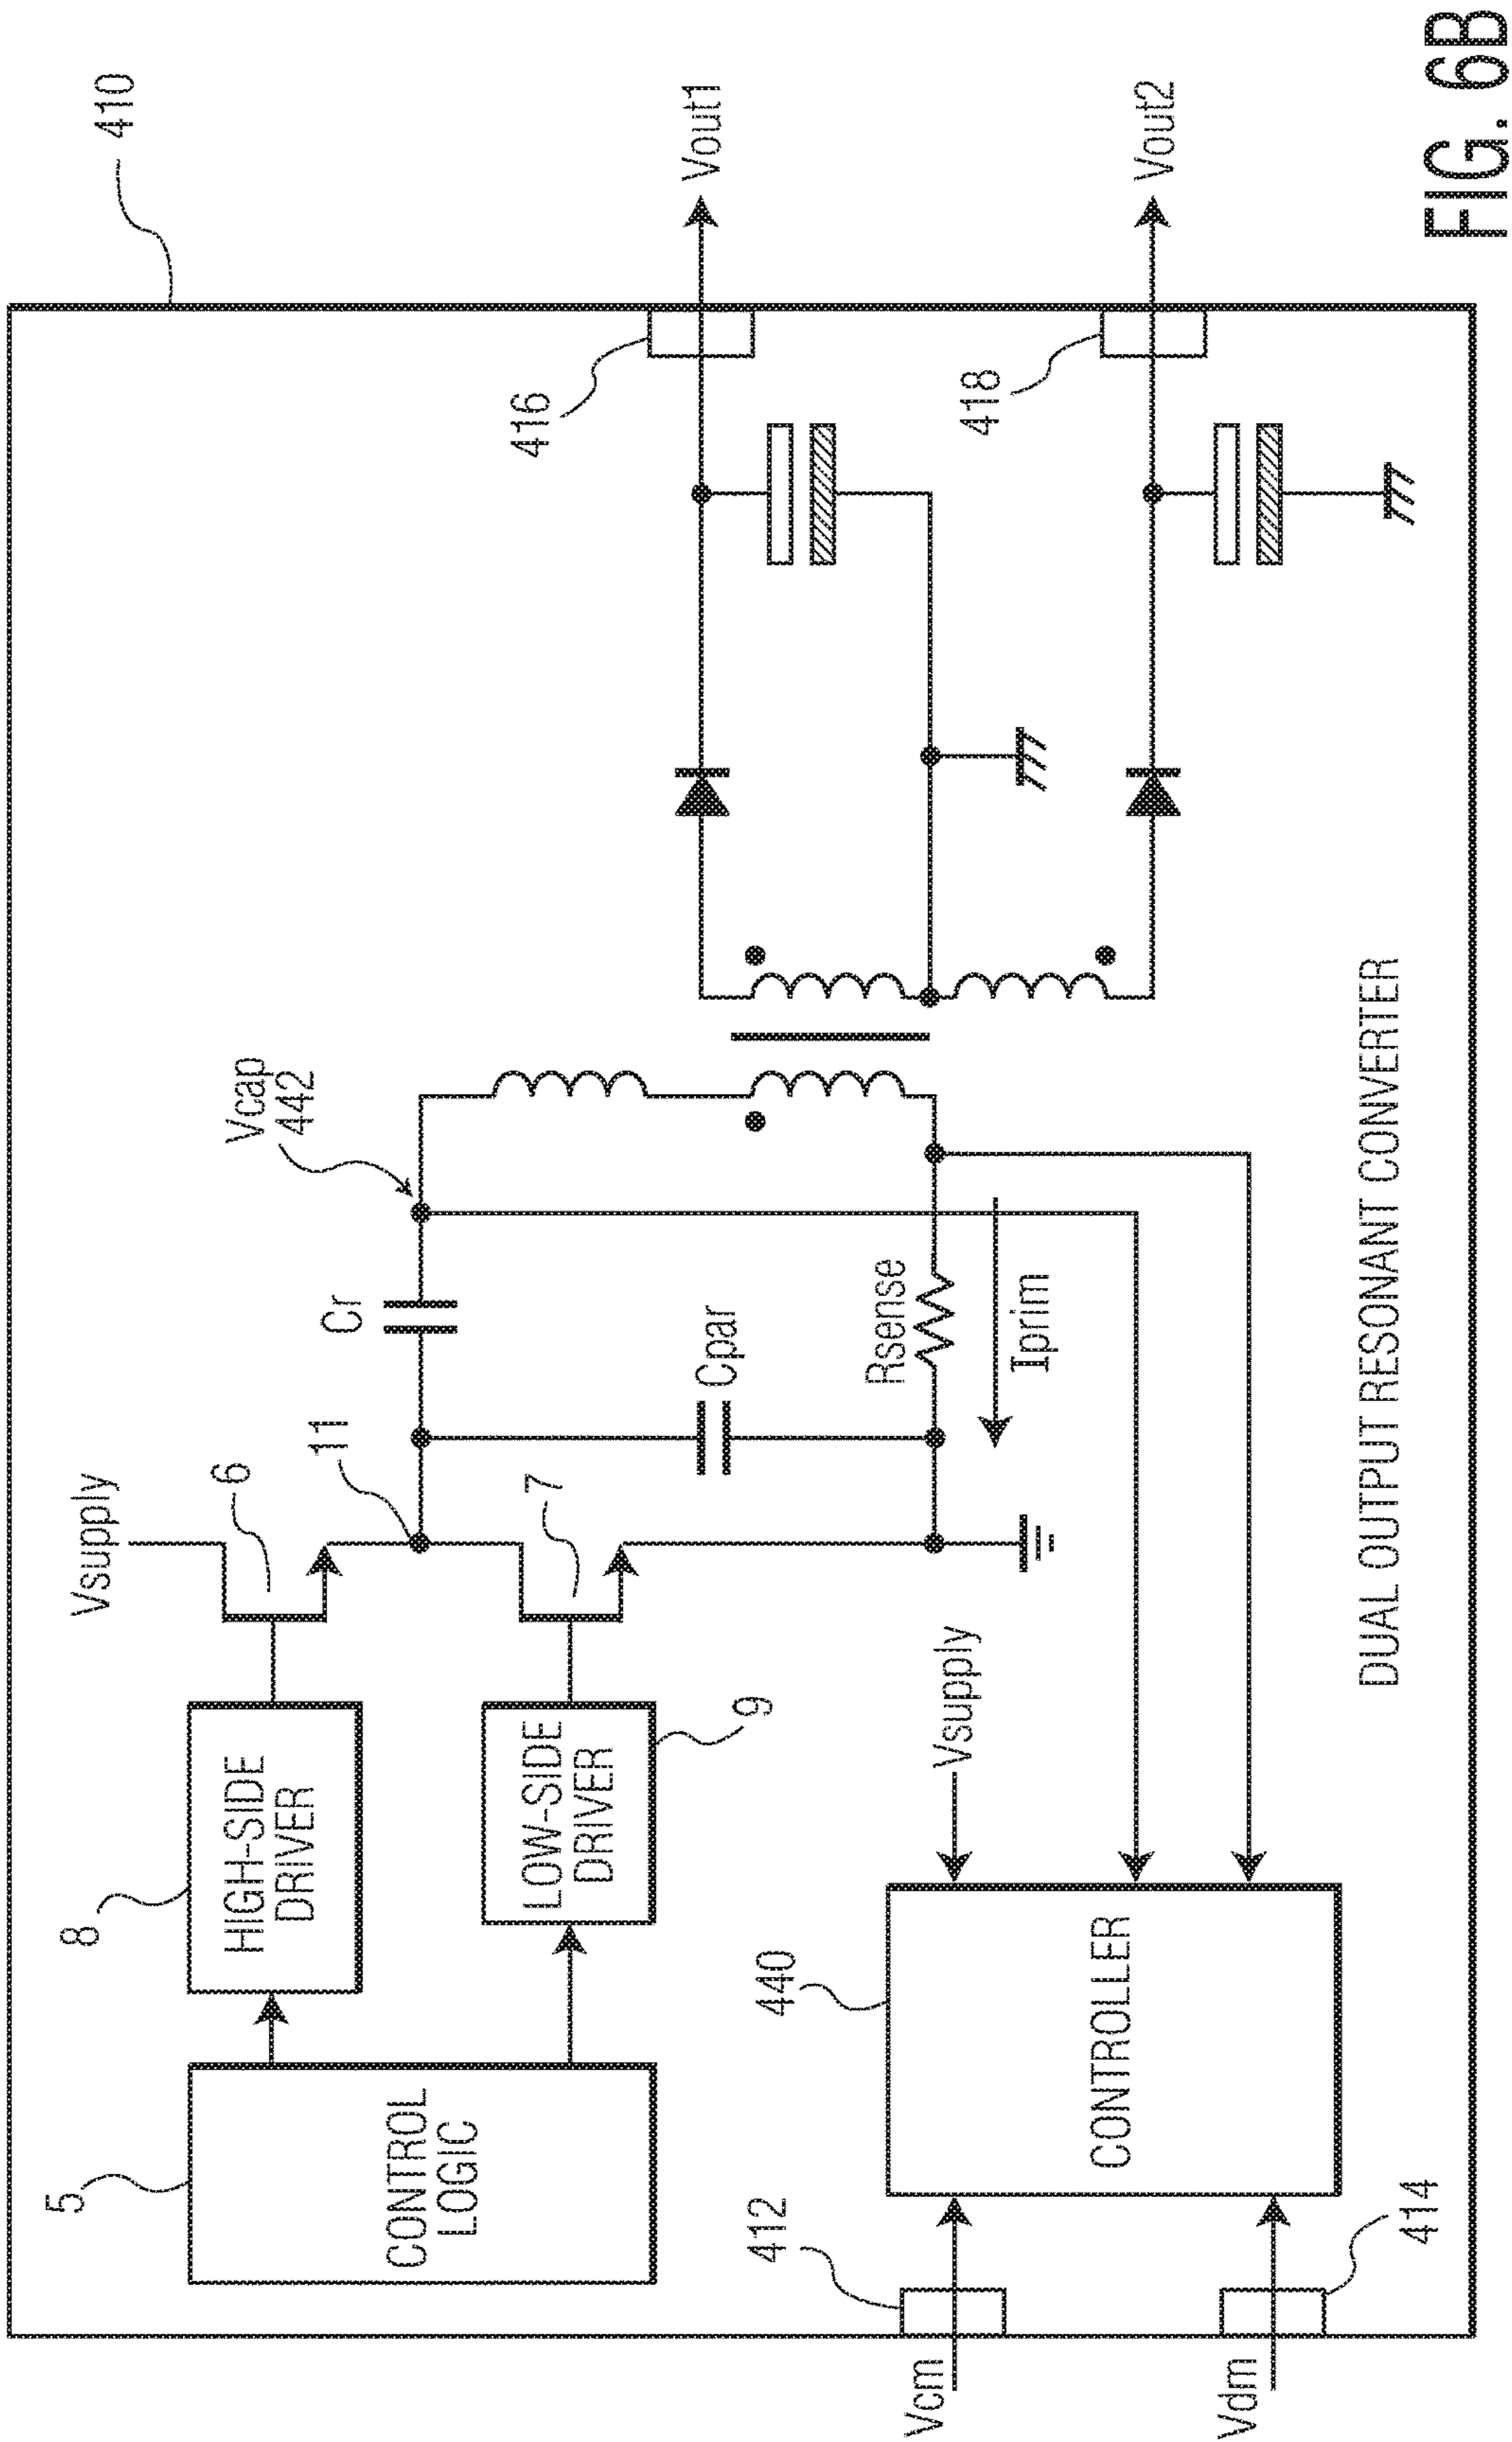 410
Vsupply
6
11
Cr
Vcap
442
8
HIGH-SIDE
DRIVER
5
CONTROL
LOGIC
LOW-SIDE
DRIVER
9
7
Cpar
Rsense
Iprim
416
Vout1
418
Vout2
Vsupply
440
CONTROLLER
412
Vcm
414
Vdm
DUAL OUTPUT RESONANT CONVERTER
FIG. 6B